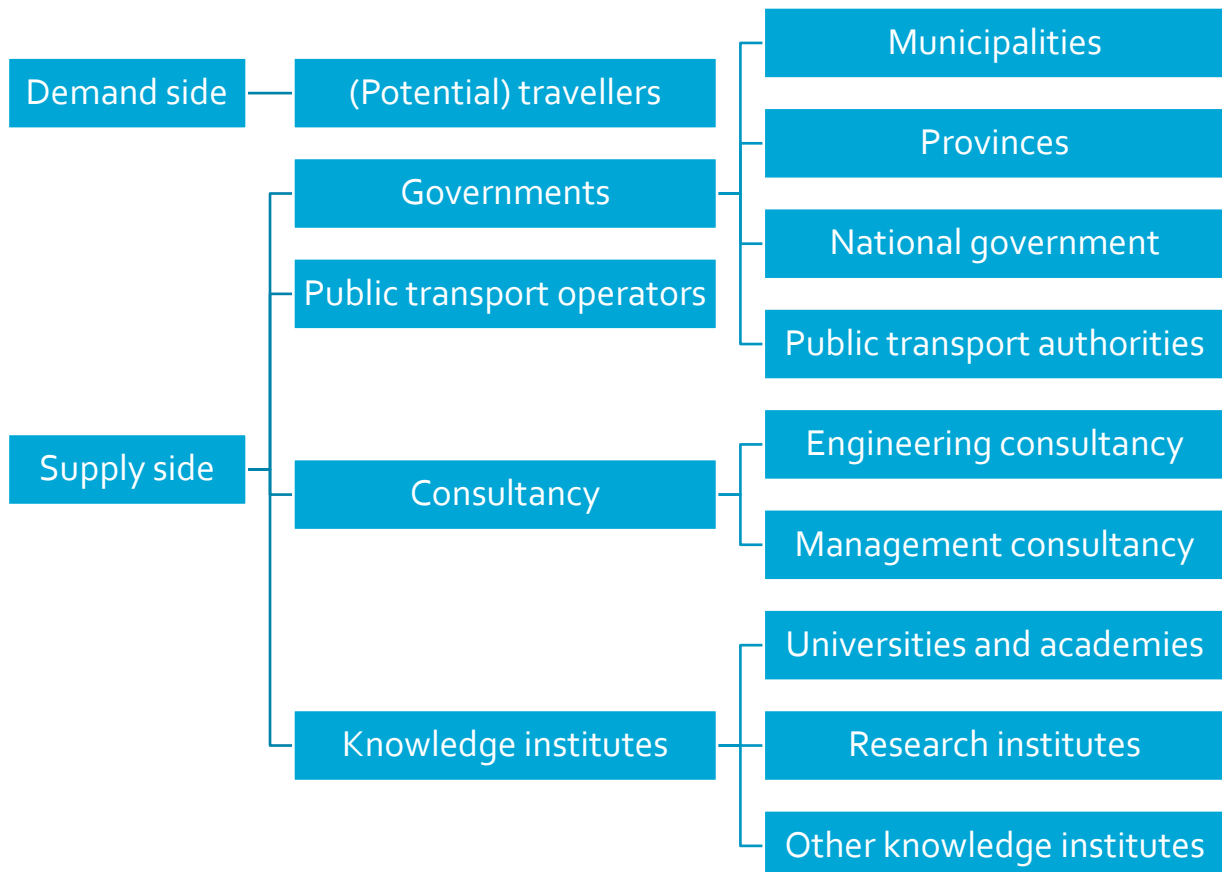 Demand side
(Potential) travellers
Municipalities
Provinces
Governments
National government
Public transport operators
Public transport authorities
Supply side
Consultancy
Engineering consultancy
Management consultancy
Knowledge institutes
Universities and academies
Research institutes
Other knowledge institutes